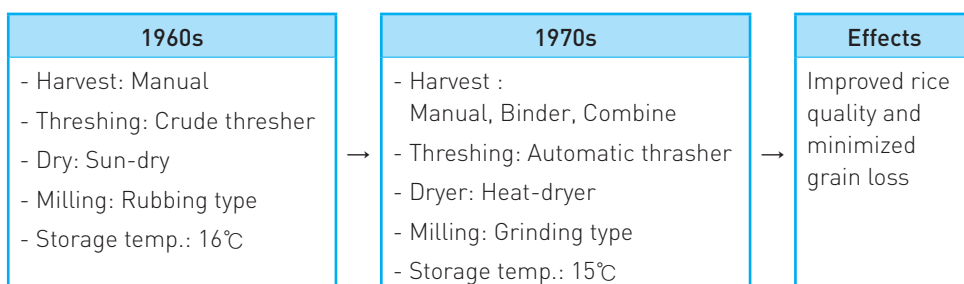 1960s
- Harvest: Manual
- Threshing: Crude thresher
- Dry: Sun-dry
- Milling: Rubbing type
- Storage temp.: 16℃
→
1970s
- Harvest :
Manual, Binder, Combine
- Threshing: Automatic thrasher
- Dryer: Heat-dryer
- Milling: Grinding type
- Storage temp.: 15℃
→
Effects
Improved rice
quality and
minimized
grain loss